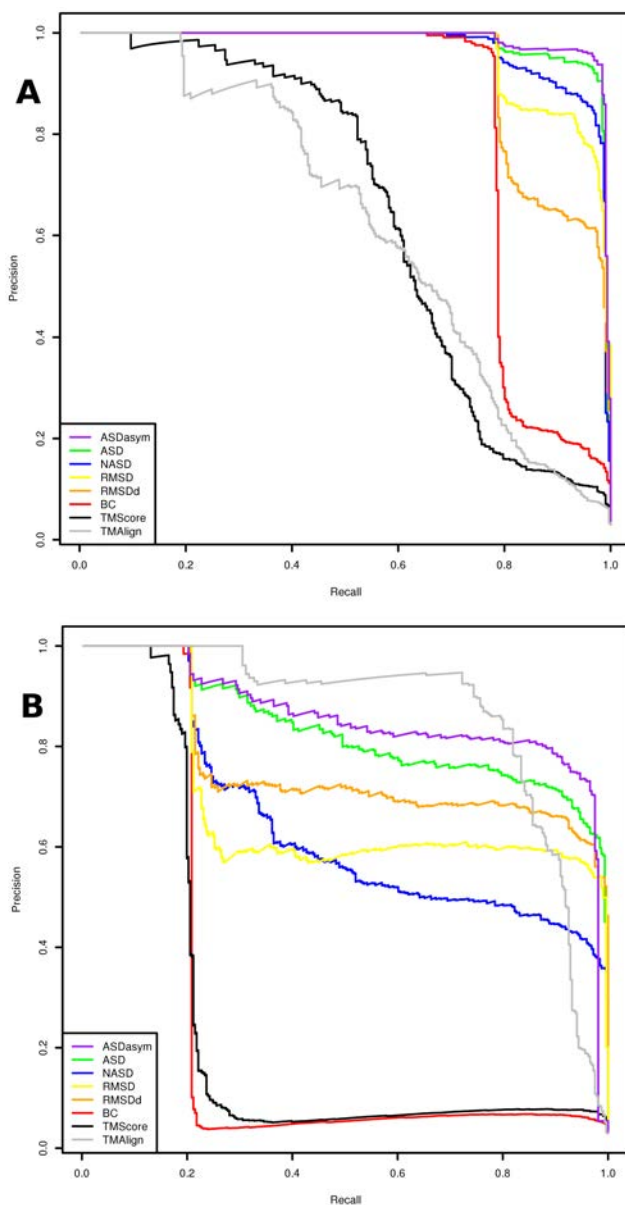 A
1.0
0.8
0.6
0.4
0.2
0.0
Precision
ASDasym
ASD
NASD
RMSD
RMSDd
BC
TMScore
TMAlign
0.0 0.2 0.4 0.6 0.8 1.0
Recall
B
1.0
0.8
0.6
0.4
0.2
0.0
Precision
ASDasym
ASD
NASD
RMSD
RMSDd
BC
TMScore
TMAlign
0.0 0.2 0.4 0.6 0.8 1.0
Recall